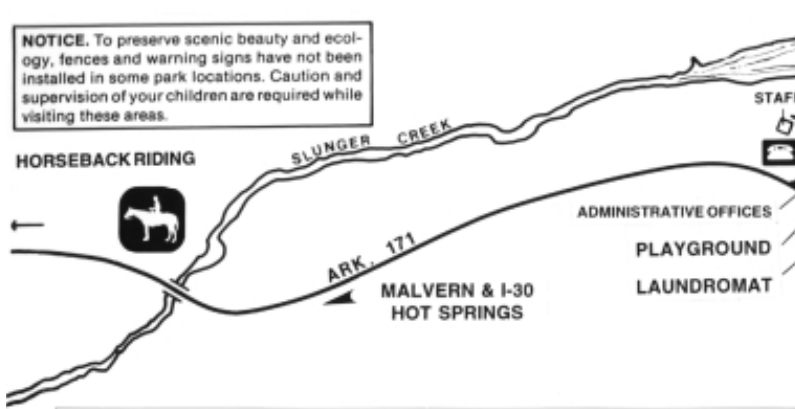 NOTICE. To preserve scenic beauty and ecol-
ogy, fences and warning signs have not been
installed in some park locations. Caution and
supervision of your children are required while
visiting these areas.
STAF
HORSEBACK RIDING
SLUNGER CREEK
ADMINISTRATIVE OFFICES
ARK. 171
PLAYGROUND
MALVERN & I-30
HOT SPRINGS
LAUNDROMAT